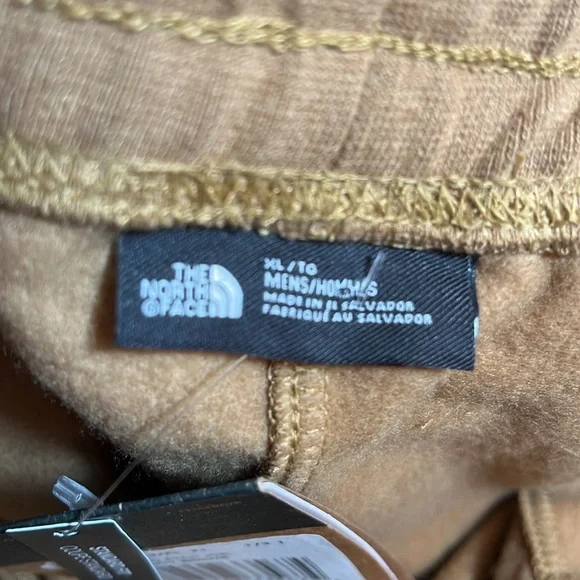 THE
NORTH
FACE
XL/TG
MENS/HOMMES
MADE IN EL SALVADOR
FABRIQUÉ AU SALVADOR